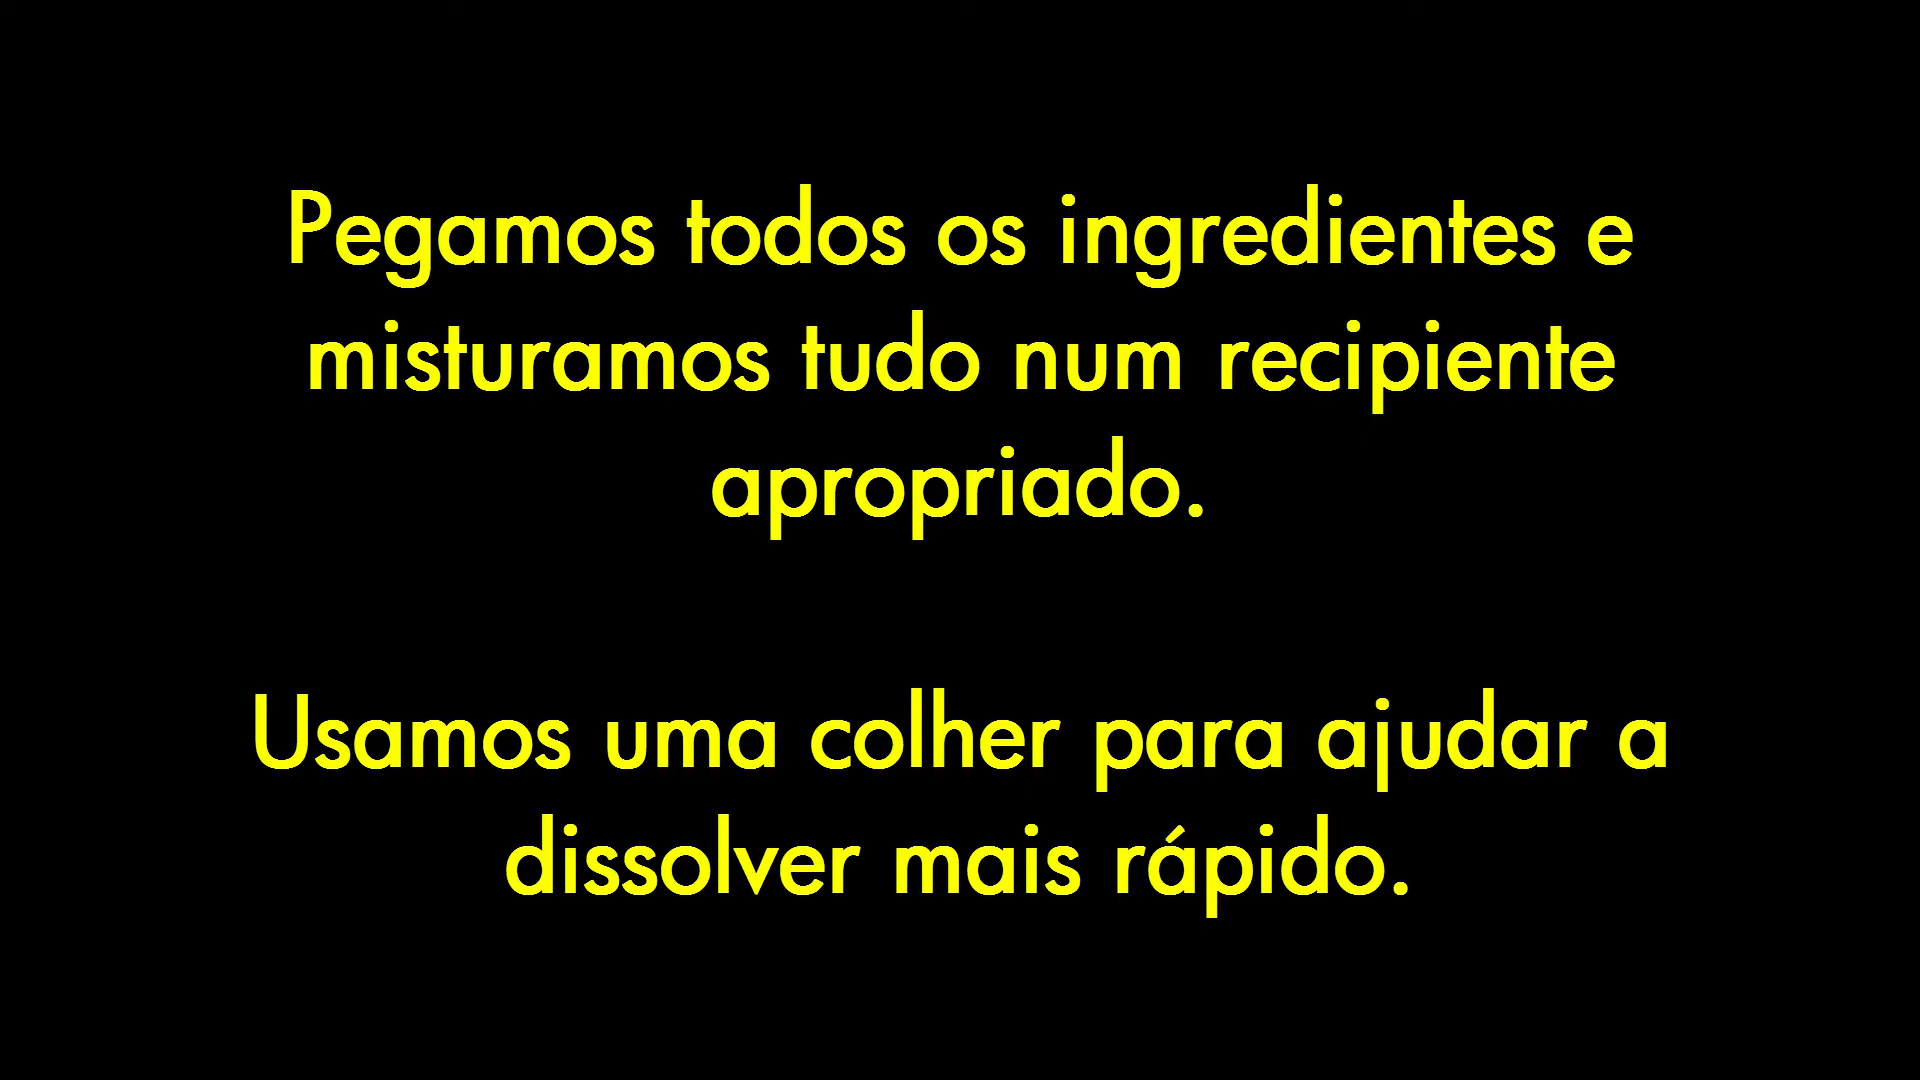 Pegamos todos os ingredientes e
misturamos tudo num recipiente
apropriado.
Usamos uma colher para ajudar a
dissolver mais rápido.